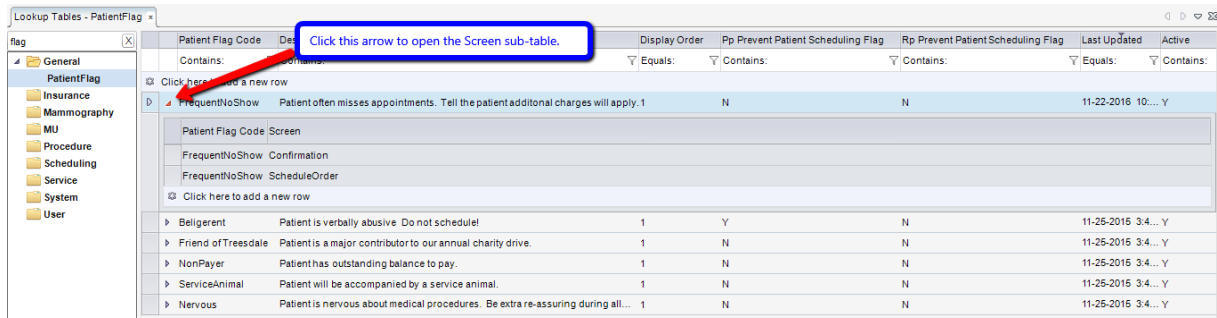 Lookup Tables - PatientFlag ×
flag X
General
PatientFlag
Insurance
Mammography
MU
Procedure
Scheduling
Service
System
User
Click this arrow to open the Screen sub-table.
Patient Flag Code Display Order Pp Prevent Patient Scheduling Flag Rp Prevent Patient Scheduling Flag Last Updated Active
Contains: Contains: Equals: Contains: Contains: Equals: Contains:
Click here to add a new row
FrequentNoShow Patient often misses appointments. Tell the patient additonal charges will apply. 1 N N 11-22-2016 10:... Y
Patient Flag Code Screen
FrequentNoShow Confirmation
FrequentNoShow ScheduleOrder
Click here to add a new row
Beligerent Patient is verbally abusive Do not schedule! 1 Y N 11-25-2015 3:4... Y
Friend of Treesdale Patient is a major contributor to our annual charity drive. 1 N N 11-25-2015 3:4... Y
NonPayer Patient has outstanding balance to pay. 1 N N 11-25-2015 3:4... Y
ServiceAnimal Patient will be accompanied by a service animal. 1 N N 11-25-2015 3:4... Y
Nervous Patient is nervous about medical procedures. Be extra re-assuring during all... 1 N N 11-25-2015 3:4... Y